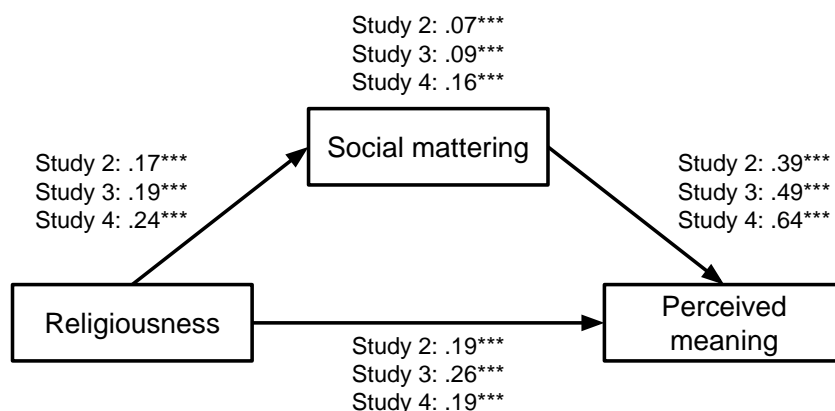 Study 2: .07***
Study 3: .09***
Study 4: .16***
Social mattering
Study 2: .17***
Study 3: .19***
Study 4: .24***
Study 2: .39***
Study 3: .49***
Study 4: .64***
Religiousness
Perceived
meaning
Study 2: .19***
Study 3: .26***
Study 4: .19***